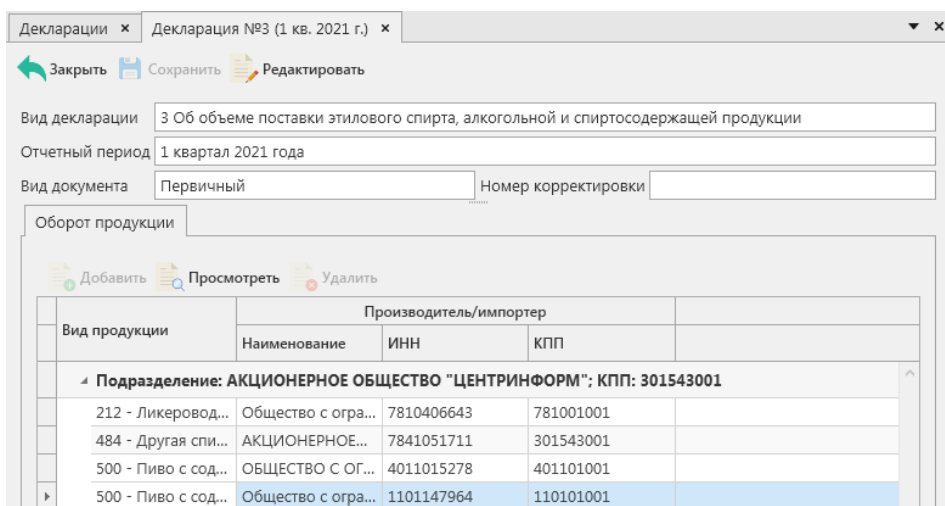 Декларации × Декларация №3 (1 кв. 2021 г.) ×
Закрыть Сохранить Редактировать
Вид декларации 3 Об объеме поставки этилового спирта, алкогольной и спиртосодержащей продукции
Отчетный период 1 квартал 2021 года
Вид документа Первичный Номер корректировки
Оборот продукции
Добавить Просмотреть Удалить
Вид продукции Производитель/импортер
Наименование ИНН КПП
Подразделение: АКЦИОНЕРНОЕ ОБЩЕСТВО "ЦЕНТРИНФОРМ"; КПП: 301543001
212 - Ликеровод... Общество с огра... 7810406643 781001001
484 - Другая спи... АКЦИОНЕРНОЕ... 7841051711 301543001
500 - Пиво с сод... ОБЩЕСТВО С ОГ... 4011015278 401101001
500 - Пиво с сод... Общество с огра... 1101147964 110101001